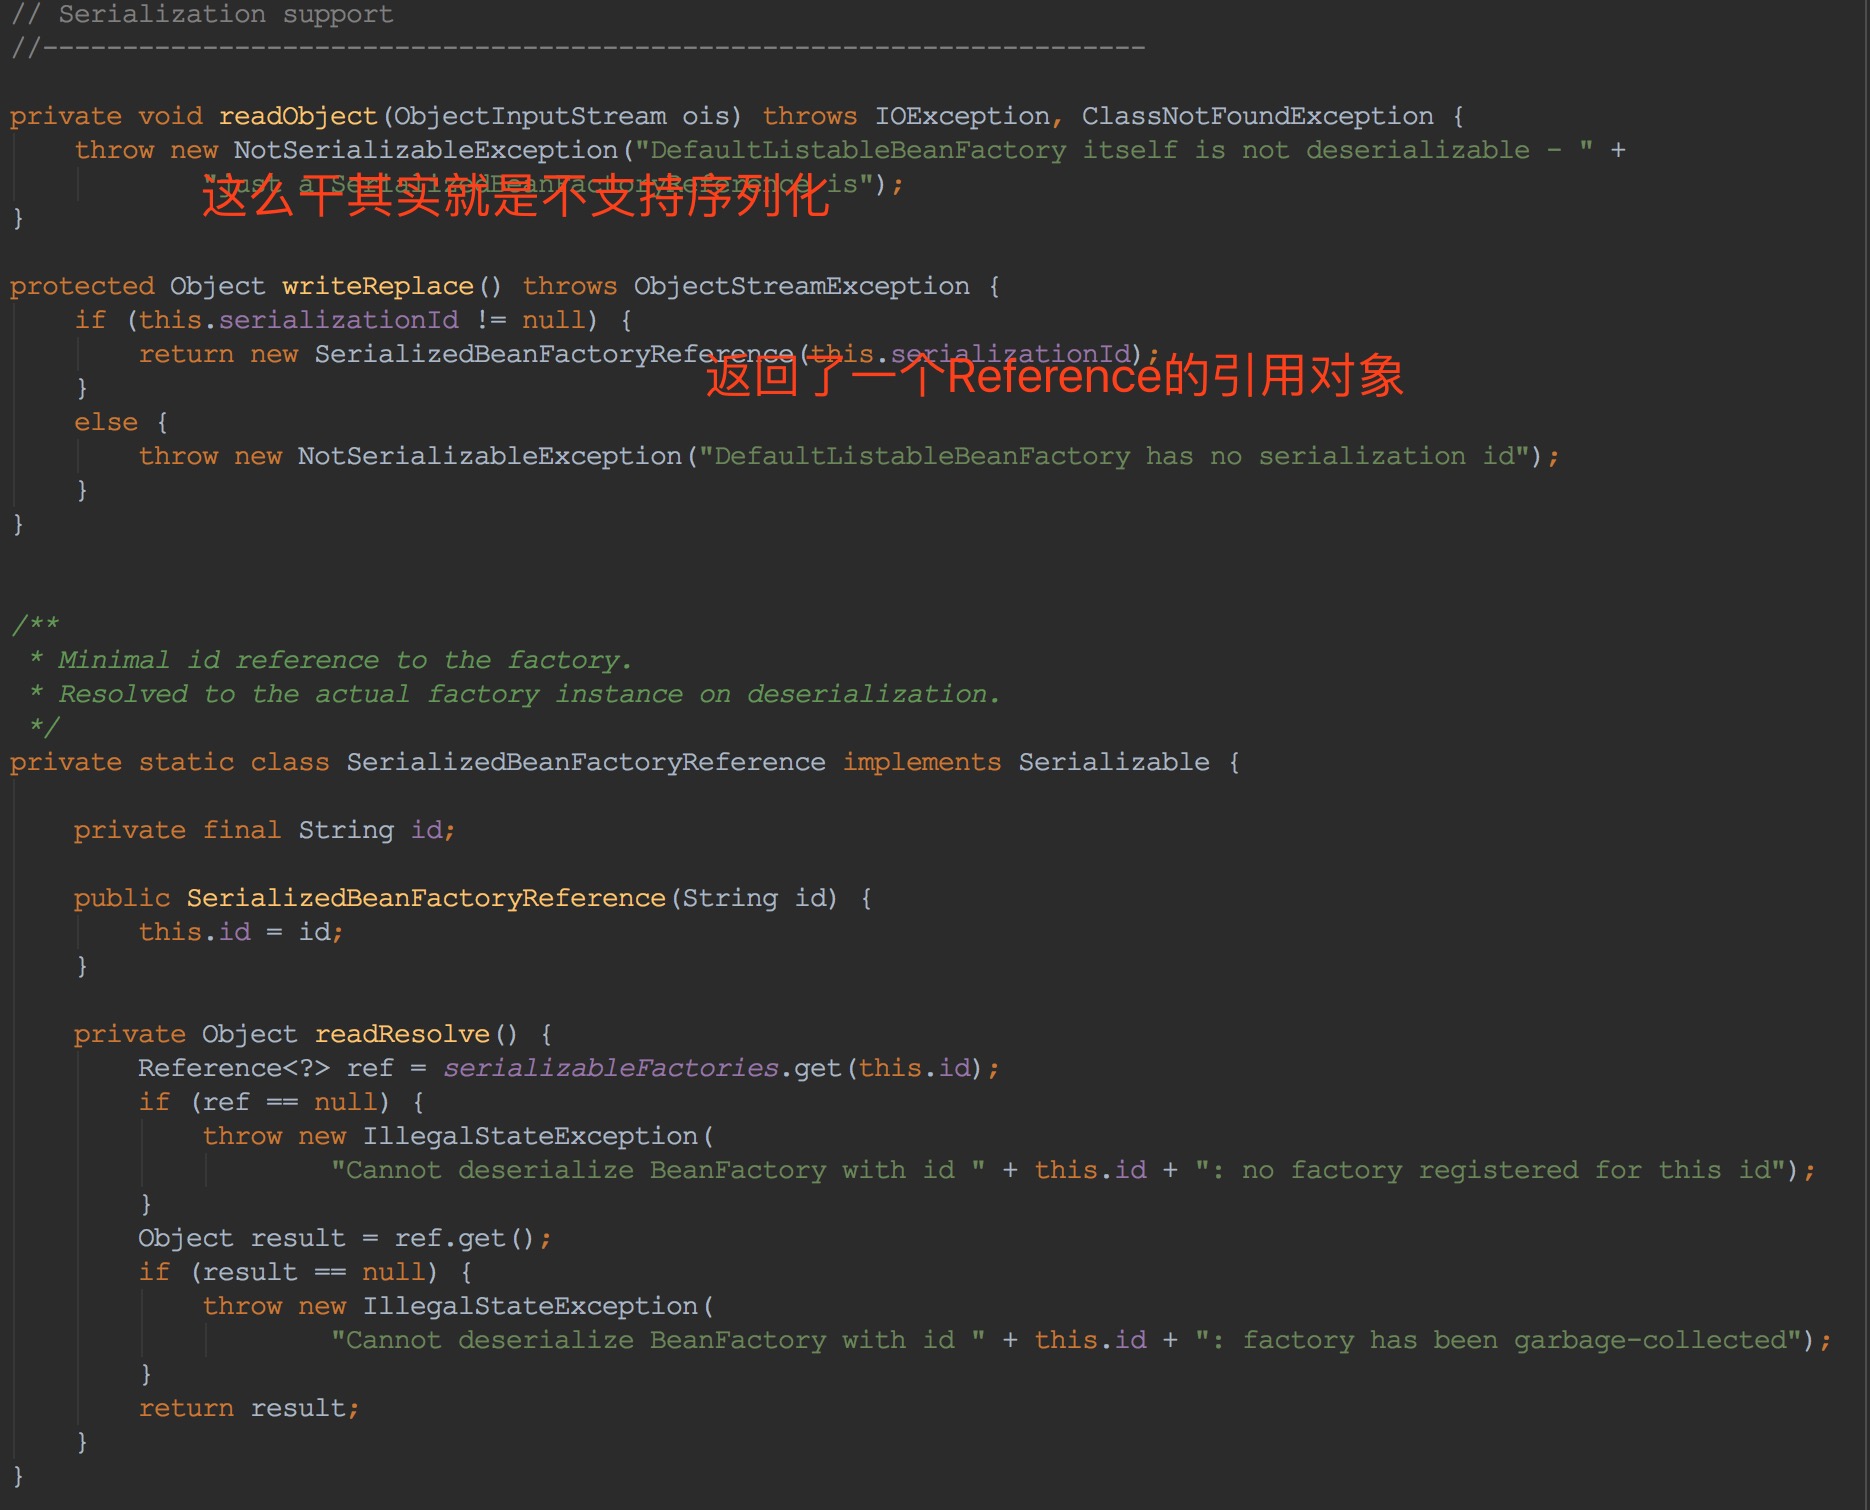 // Serialization support
//---------------------------------------------------------------------
private void readObject(ObjectInputStream ois) throws IOException, ClassNotFoundException {
throw new NotSerializableException("DefaultListableBeanFactory itself is not deserializable - " +
"just a SerializedBeanFactoryReference is");
这么干其实就是不支持序列化
}
protected Object writeReplace() throws ObjectStreamException {
if (this.serializationId != null) {
return new SerializedBeanFactoryReference(this.serializationId);
返回了一个Reference的引用对象
}
else {
throw new NotSerializableException("DefaultListableBeanFactory has no serialization id");
}
}
/**
* Minimal id reference to the factory.
* Resolved to the actual factory instance on deserialization.
*/
private static class SerializedBeanFactoryReference implements Serializable {
private final String id;
public SerializedBeanFactoryReference(String id) {
this.id = id;
}
private Object readResolve() {
Reference<?> ref = serializableFactories.get(this.id);
if (ref == null) {
throw new IllegalStateException(
"Cannot deserialize BeanFactory with id " + this.id + ": no factory registered for this id");
}
Object result = ref.get();
if (result == null) {
throw new IllegalStateException(
"Cannot deserialize BeanFactory with id " + this.id + ": factory has been garbage-collected");
}
return result;
}
}